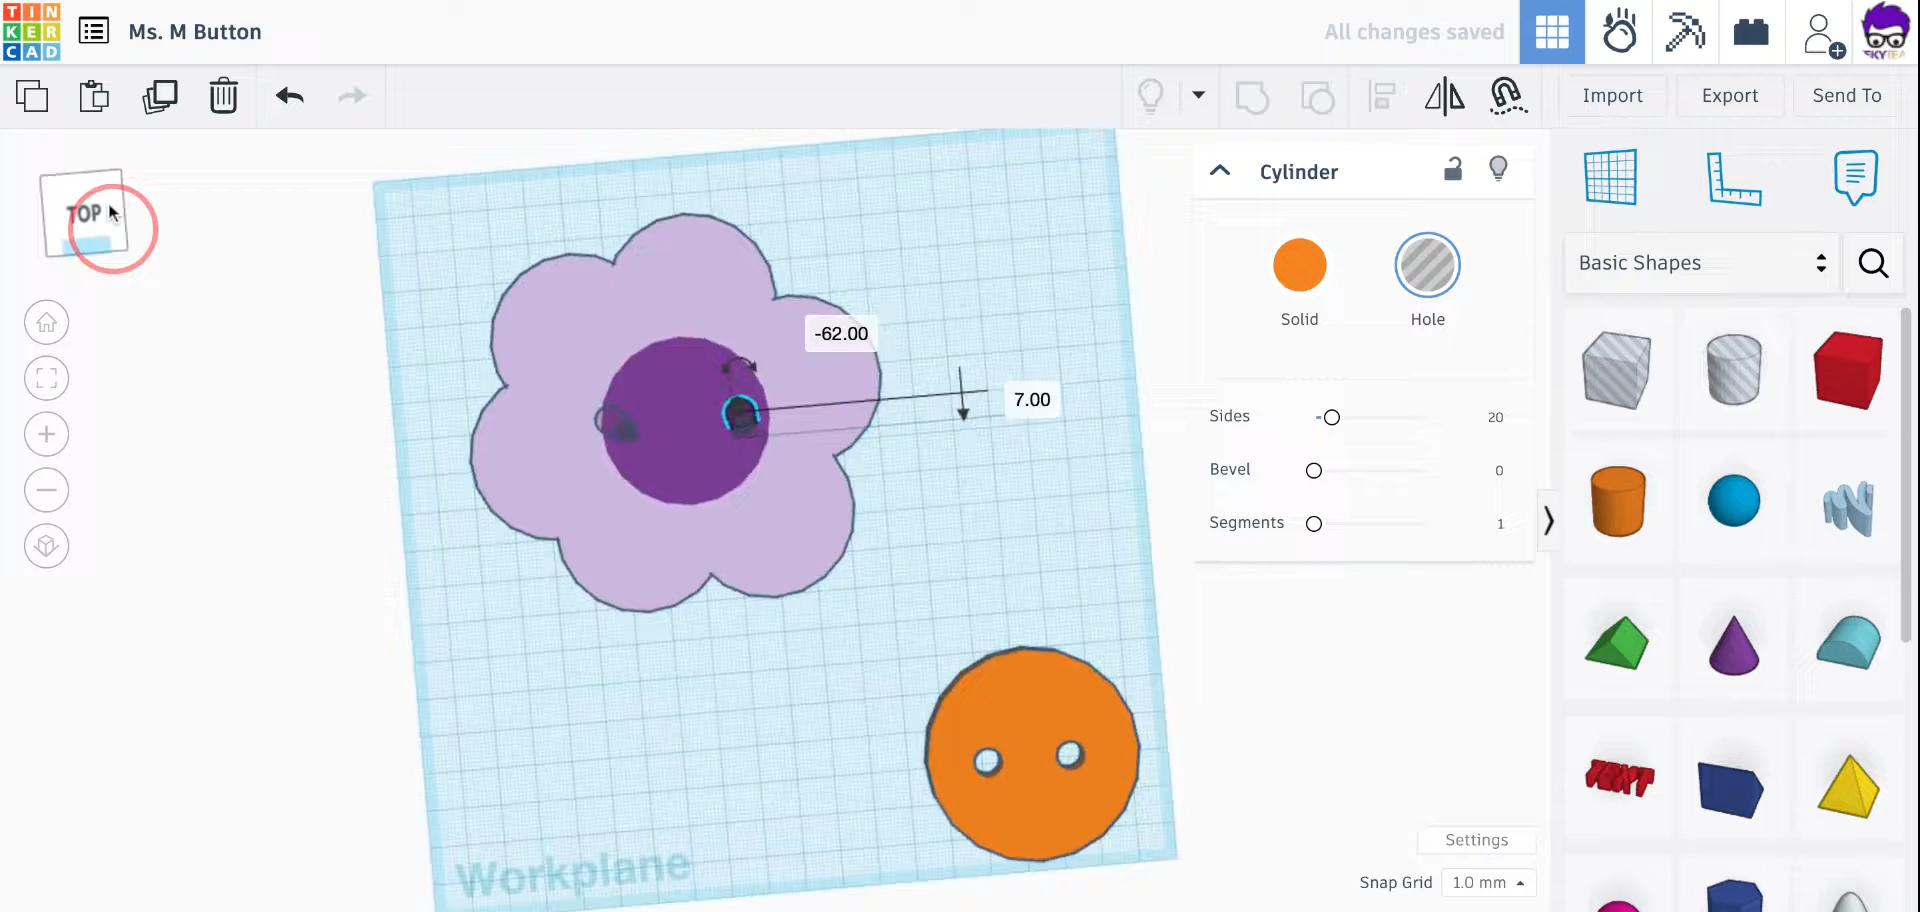 TIN
KER
CAD
Ms. M Button
All changes saved
Import
Export
Send To
TOP
Cylinder
Solid
Hole
Sides
20
Bevel
0
Segments
1
-62.00
7.00
Basic Shapes
TEXT
Workplane
Settings
Snap Grid
1.0 mm